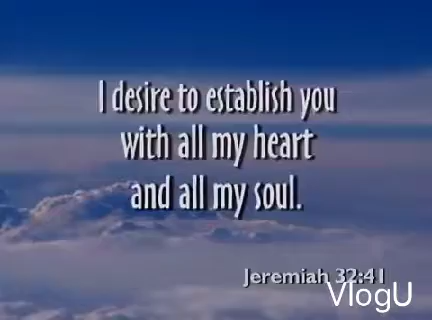 I desire to establish you
with all my heart
and all my soul.
Jeremiah 32:41
VlogU